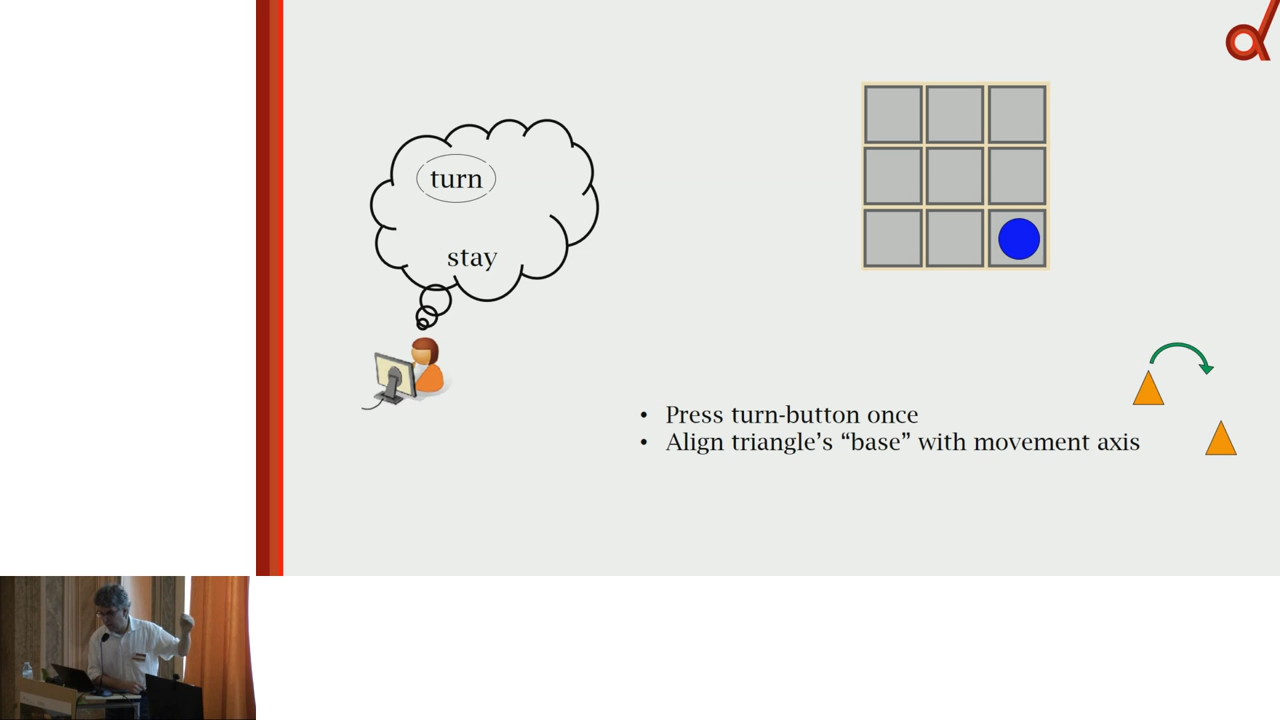 turn
stay
• Press turn-button once
• Align triangle’s “base” with movement axis